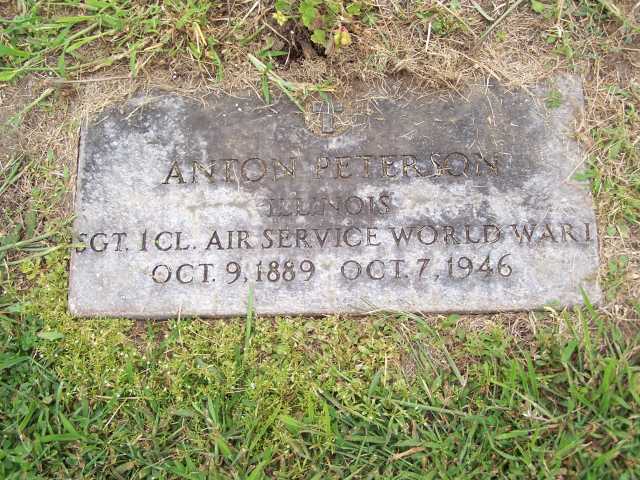 ANTON PETERSON
ILLINOIS
SGT. 1 CL. AIR SERVICE WORLD WAR I
OCT. 9, 1889 OCT. 7, 1946